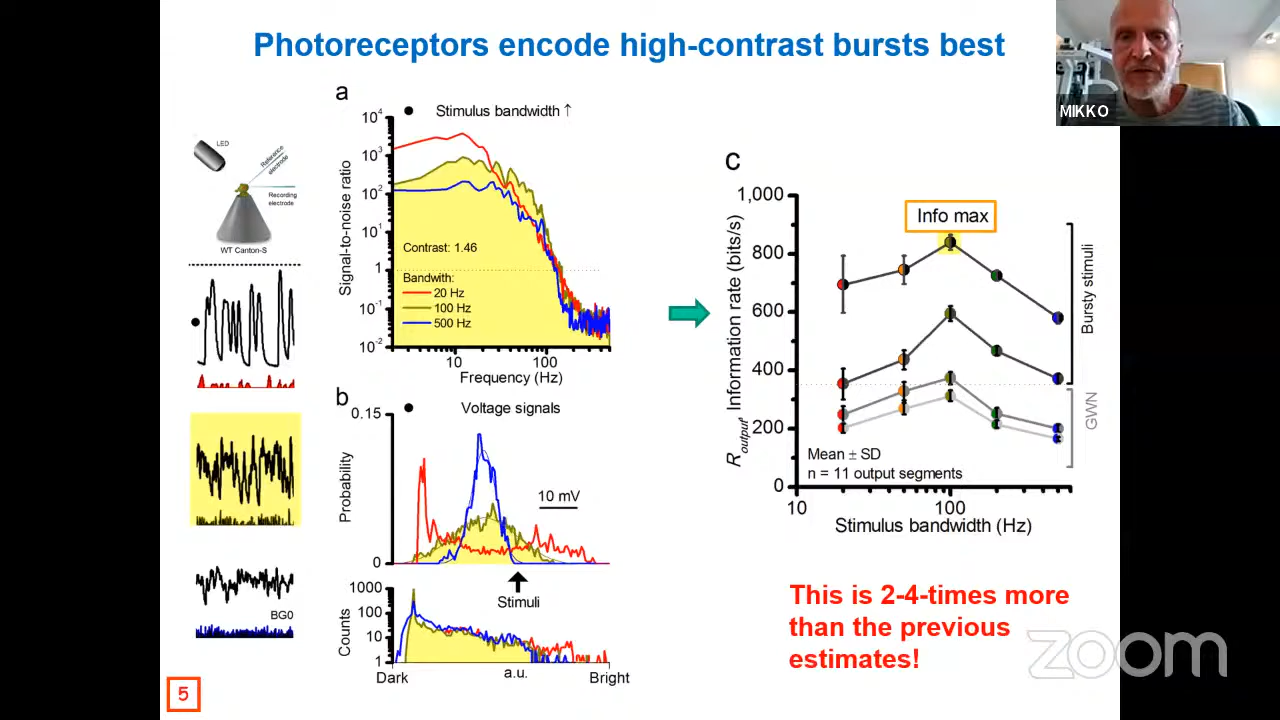 Photoreceptors encode high-contrast bursts best
MIKKO
LED
Reference
electrode
Recording
electrode
WT Canton-S
BG0
a
Stimulus bandwidth ↑
Signal-to-noise ratio
10⁴
10³
10²
10¹
1
10⁻¹
10⁻²
Contrast: 1.46
Bandwith:
20 Hz
100 Hz
500 Hz
10 100
Frequency (Hz)
b
Voltage signals
Probability
0.15
0
10 mV
Stimuli
Counts
1000
100
10
1
Dark a.u. Bright
c
Routput, Information rate (bits/s)
1,000
800
600
400
200
0
Info max
Bursty stimuli
GWN
Mean ± SD
n = 11 output segments
10 100
Stimulus bandwidth (Hz)
This is 2-4-times more
than the previous
estimates!
zoom
5